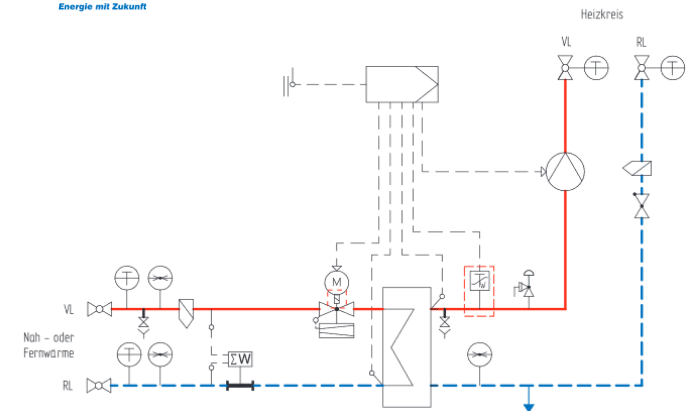 Energie mit Zukunft
Heizkreis
VL
RL
T
T
M
T
VL
Nah - oder
Fernwärme
T
ΣW
RL